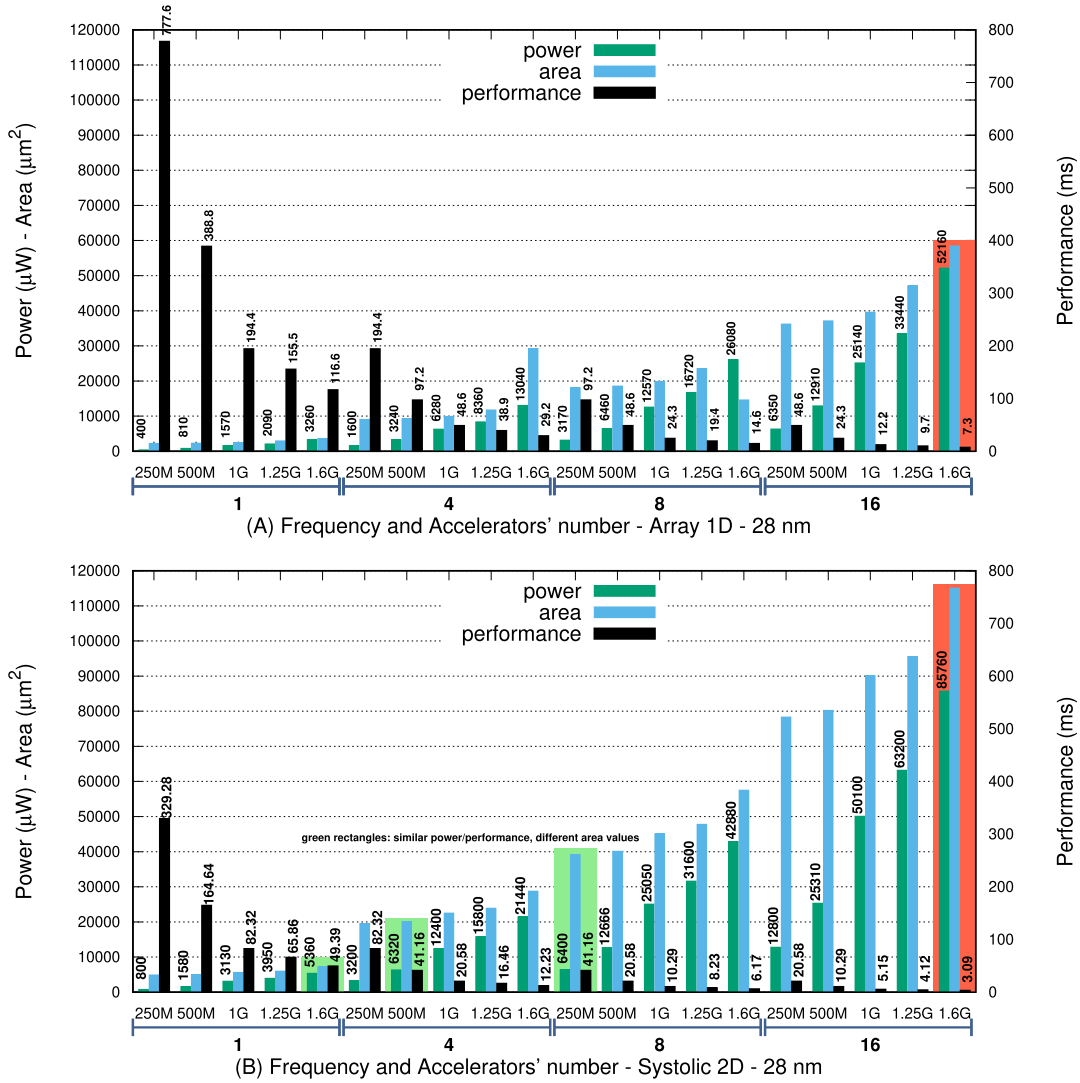 120000
110000
100000
90000
80000
70000
60000
50000
40000
30000
20000
10000
0
Power (μW) - Area (μm²)
800
700
600
500
400
300
200
100
0
Performance (ms)
power
area
performance
400 777.6 810 388.8 1570 194.4 2090 155.5 3260 116.6
1600 194.4 3240 97.2 6280 48.6 8360 38.9 13040 29.2
3170 97.2 6460 48.6 12570 24.3 16720 19.4 26080 14.6
6350 48.6 12910 24.3 25140 12.2 33440 9.7 52160 7.3
250M 500M 1G 1.25G 1.6G 250M 500M 1G 1.25G 1.6G 250M 500M 1G 1.25G 1.6G 250M 500M 1G 1.25G 1.6G
1 4 8 16
(A) Frequency and Accelerators' number - Array 1D - 28 nm
120000
110000
100000
90000
80000
70000
60000
50000
40000
30000
20000
10000
0
Power (μW) - Area (μm²)
800
700
600
500
400
300
200
100
0
Performance (ms)
power
area
performance
green rectangles: similar power/performance, different area values
800 329.28 1580 164.64 3130 82.32 3950 65.86 5360 49.39
3200 82.32 6320 41.16 12400 20.58 15800 16.46 21440 12.23
6400 41.16 12666 20.58 25050 10.29 31600 8.23 42880 6.17
12800 20.58 25310 10.29 50100 5.15 63200 4.12 85760 3.09
250M 500M 1G 1.25G 1.6G 250M 500M 1G 1.25G 1.6G 250M 500M 1G 1.25G 1.6G 250M 500M 1G 1.25G 1.6G
1 4 8 16
(B) Frequency and Accelerators' number - Systolic 2D - 28 nm